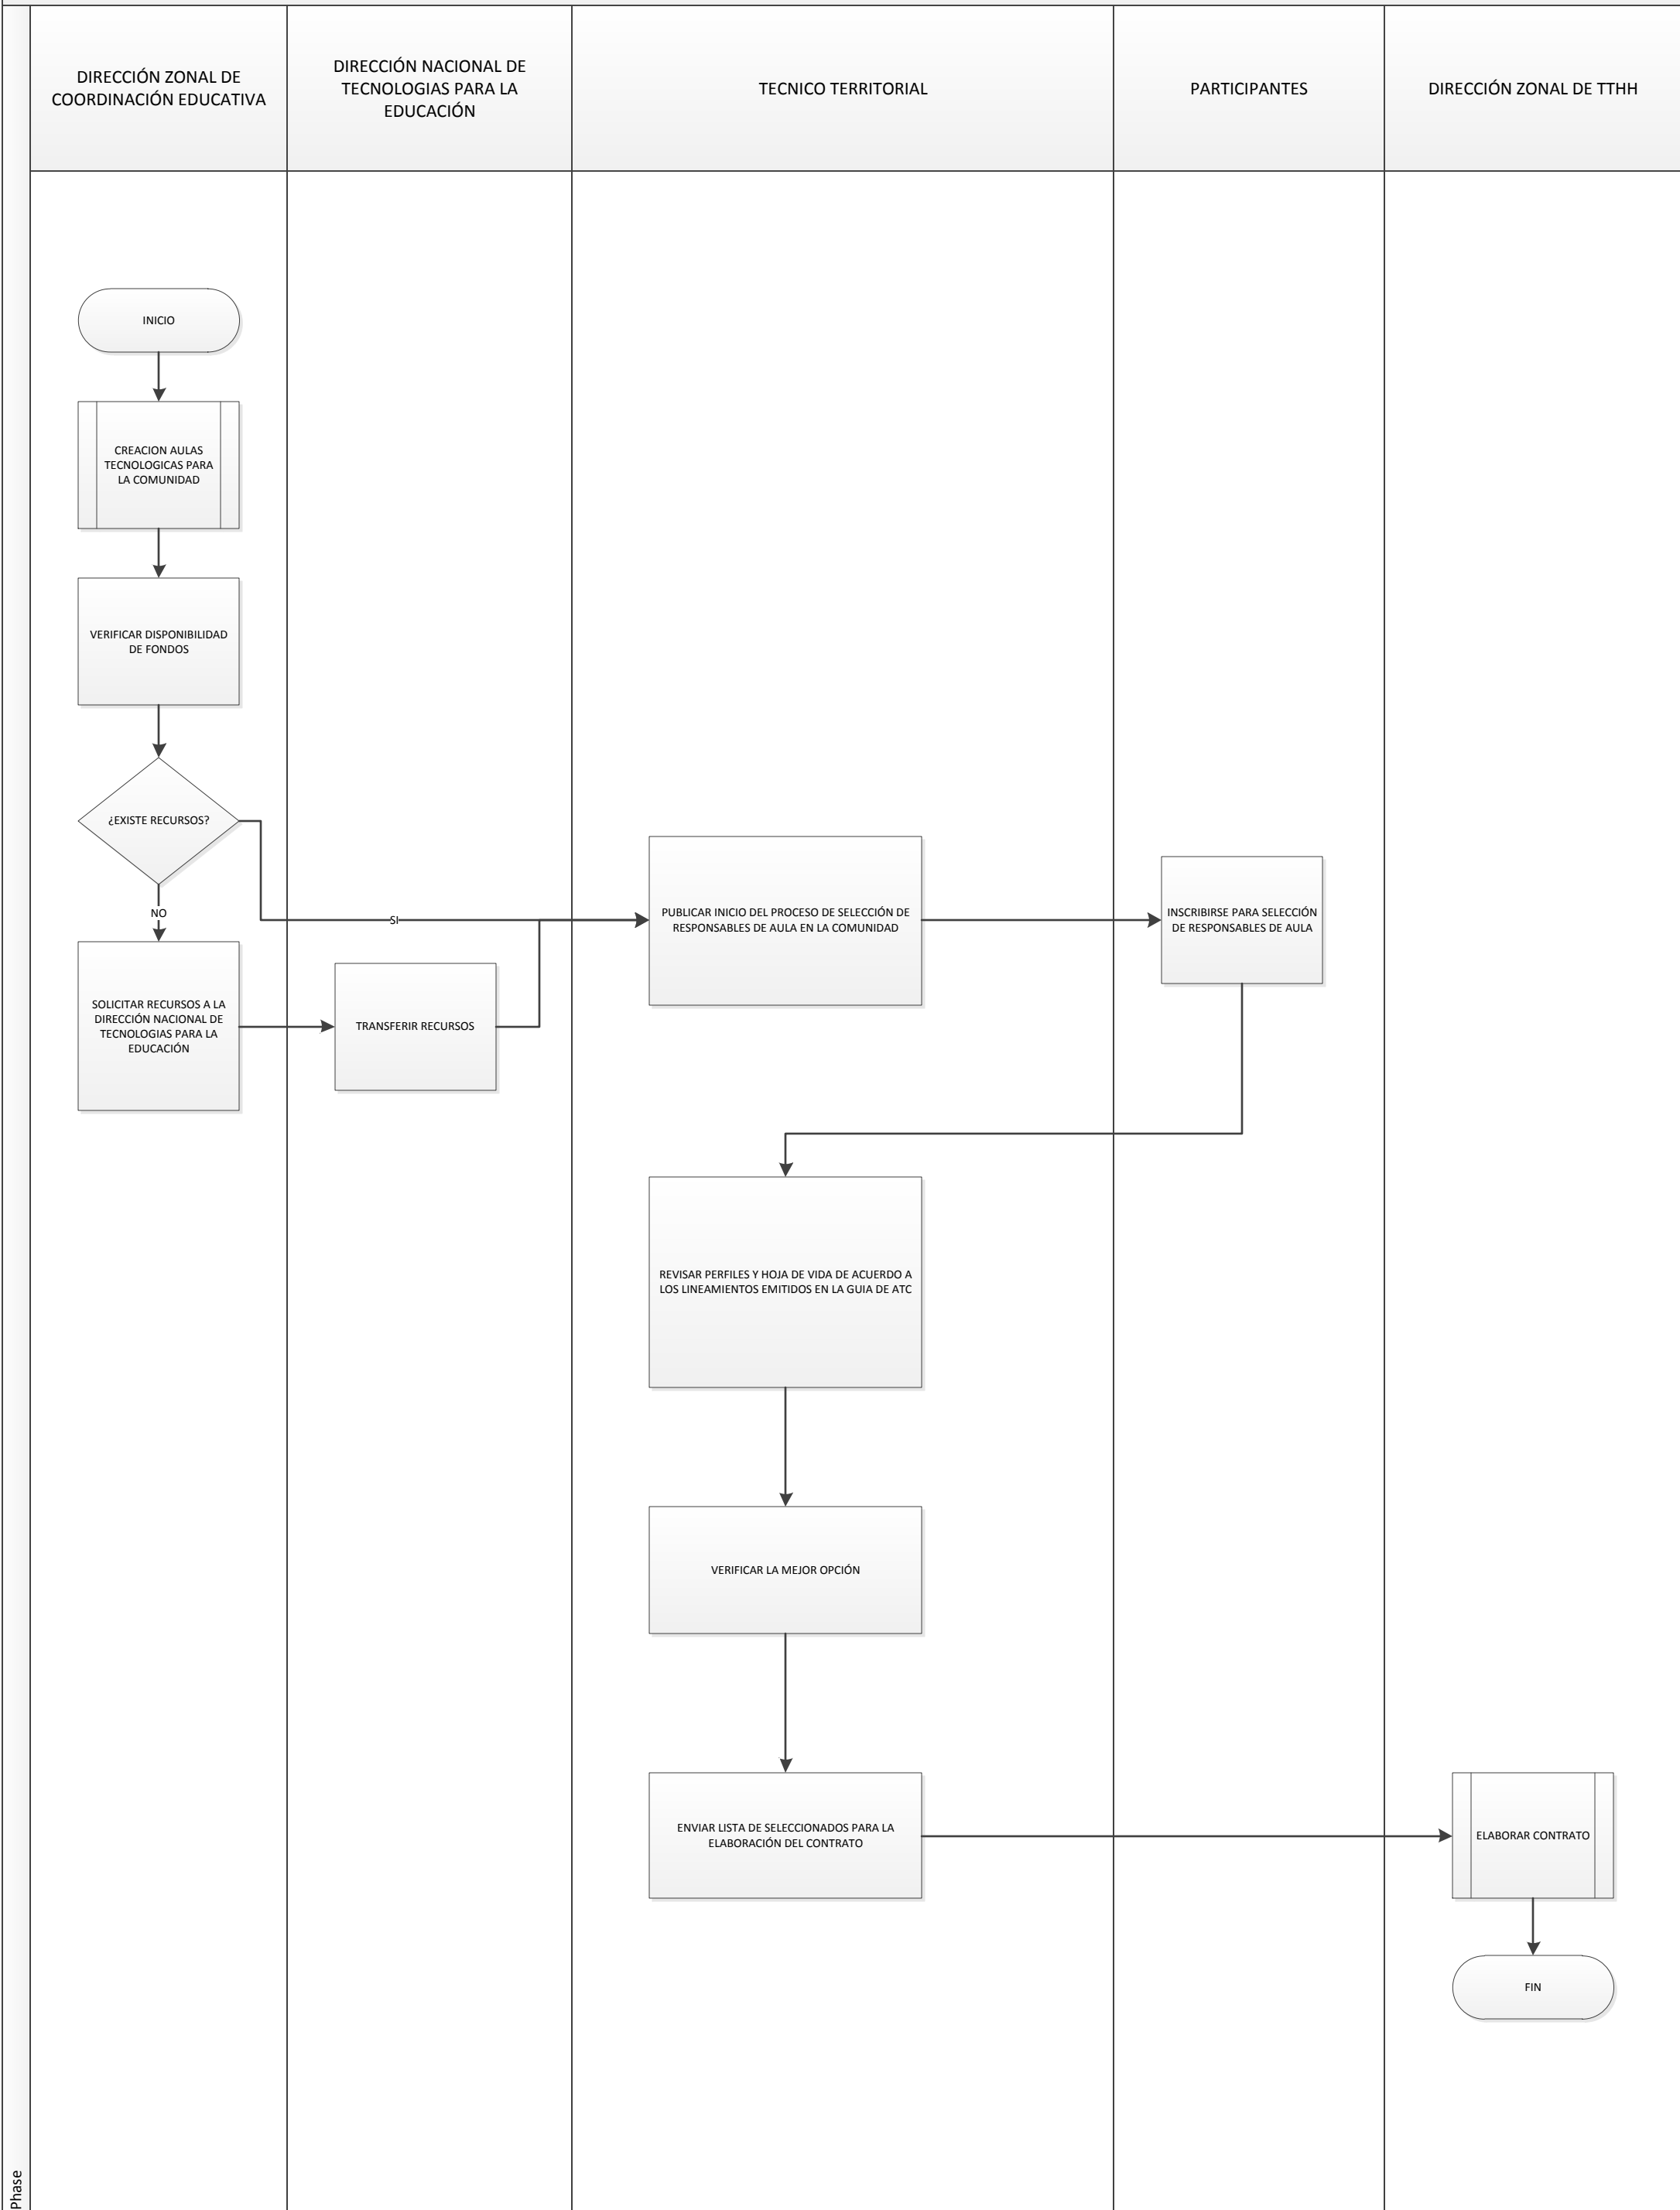 DIRECCIÓN ZONAL DE
COORDINACIÓN EDUCATIVA
DIRECCIÓN NACIONAL DE
TECNOLOGIAS PARA LA
EDUCACIÓN
TECNICO TERRITORIAL
PARTICIPANTES
DIRECCIÓN ZONAL DE TTHH
INICIO
CREACION AULAS
TECNOLOGICAS PARA
LA COMUNIDAD
VERIFICAR DISPONIBILIDAD
DE FONDOS
¿EXISTE RECURSOS?
NO
SI
SOLICITAR RECURSOS A LA
DIRECCIÓN NACIONAL DE
TECNOLOGIAS PARA LA
EDUCACIÓN
TRANSFERIR RECURSOS
PUBLICAR INICIO DEL PROCESO DE SELECCIÓN DE
RESPONSABLES DE AULA EN LA COMUNIDAD
INSCRIBIRSE PARA SELECCIÓN
DE RESPONSABLES DE AULA
REVISAR PERFILES Y HOJA DE VIDA DE ACUERDO A
LOS LINEAMIENTOS EMITIDOS EN LA GUIA DE ATC
VERIFICAR LA MEJOR OPCIÓN
ENVIAR LISTA DE SELECCIONADOS PARA LA
ELABORACIÓN DEL CONTRATO
ELABORAR CONTRATO
FIN
Phase